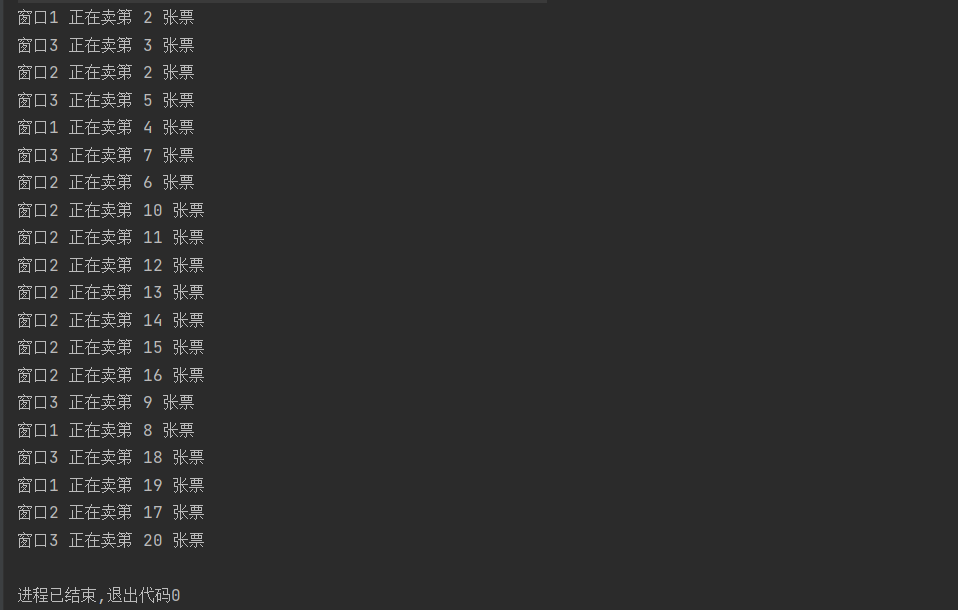 窗口1 正在卖第 2 张票
窗口3 正在卖第 3 张票
窗口2 正在卖第 2 张票
窗口3 正在卖第 5 张票
窗口1 正在卖第 4 张票
窗口3 正在卖第 7 张票
窗口2 正在卖第 6 张票
窗口2 正在卖第 10 张票
窗口2 正在卖第 11 张票
窗口2 正在卖第 12 张票
窗口2 正在卖第 13 张票
窗口2 正在卖第 14 张票
窗口2 正在卖第 15 张票
窗口2 正在卖第 16 张票
窗口3 正在卖第 9 张票
窗口1 正在卖第 8 张票
窗口3 正在卖第 18 张票
窗口1 正在卖第 19 张票
窗口2 正在卖第 17 张票
窗口3 正在卖第 20 张票
进程已结束,退出代码0